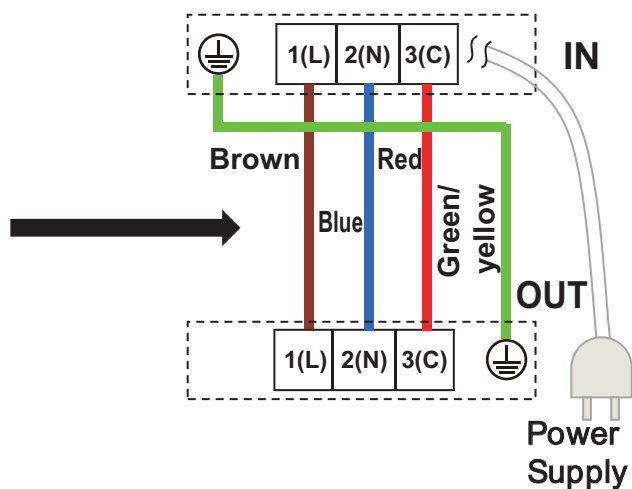 1(L) 2(N) 3(C)
IN
Brown
Red
Blue
Green/
yellow
OUT
1(L) 2(N) 3(C)
Power
Supply